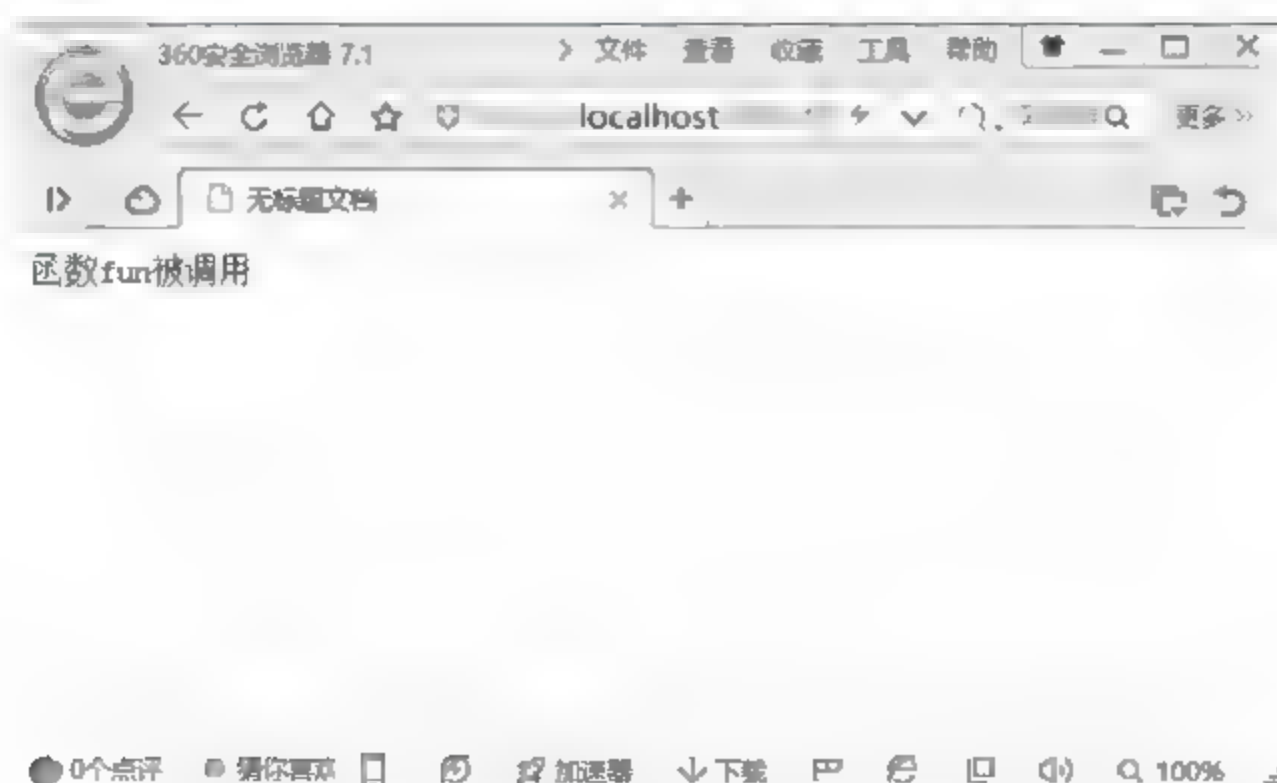 360安全浏览器 7.1 文件 查看 收藏 工具 帮助
localhost 更多
无标题文档
函数fun被调用
0个点评 猜你喜欢 加速器 下载 100%